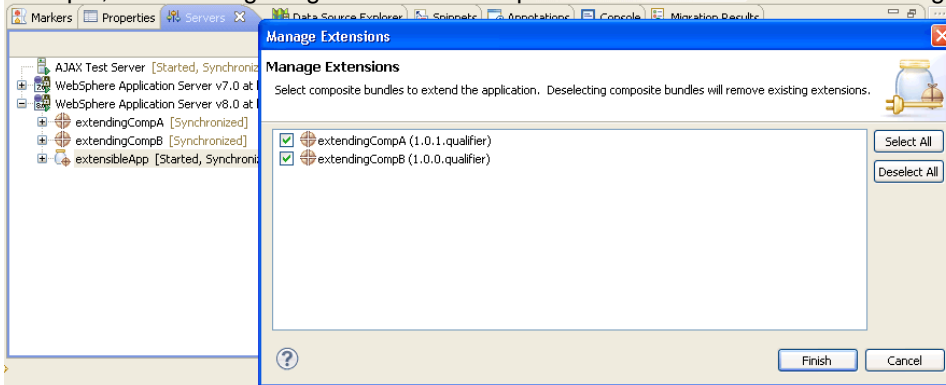 Markers Properties Servers Data Source Explorer Snippets Annotations Console Migration Results
Manage Extensions
AJAX Test Server [Started, Synchroniz
WebSphere Application Server v7.0 at l
WebSphere Application Server v8.0 at l
extendingCompA [Synchronized]
extendingCompB [Synchronized]
extensibleApp [Started, Synchroni
Manage Extensions
Select composite bundles to extend the application. Deselecting composite bundles will remove existing extensions.
extendingCompA (1.0.1.qualifier)
extendingCompB (1.0.0.qualifier)
Select All
Deselect All
?
Finish
Cancel